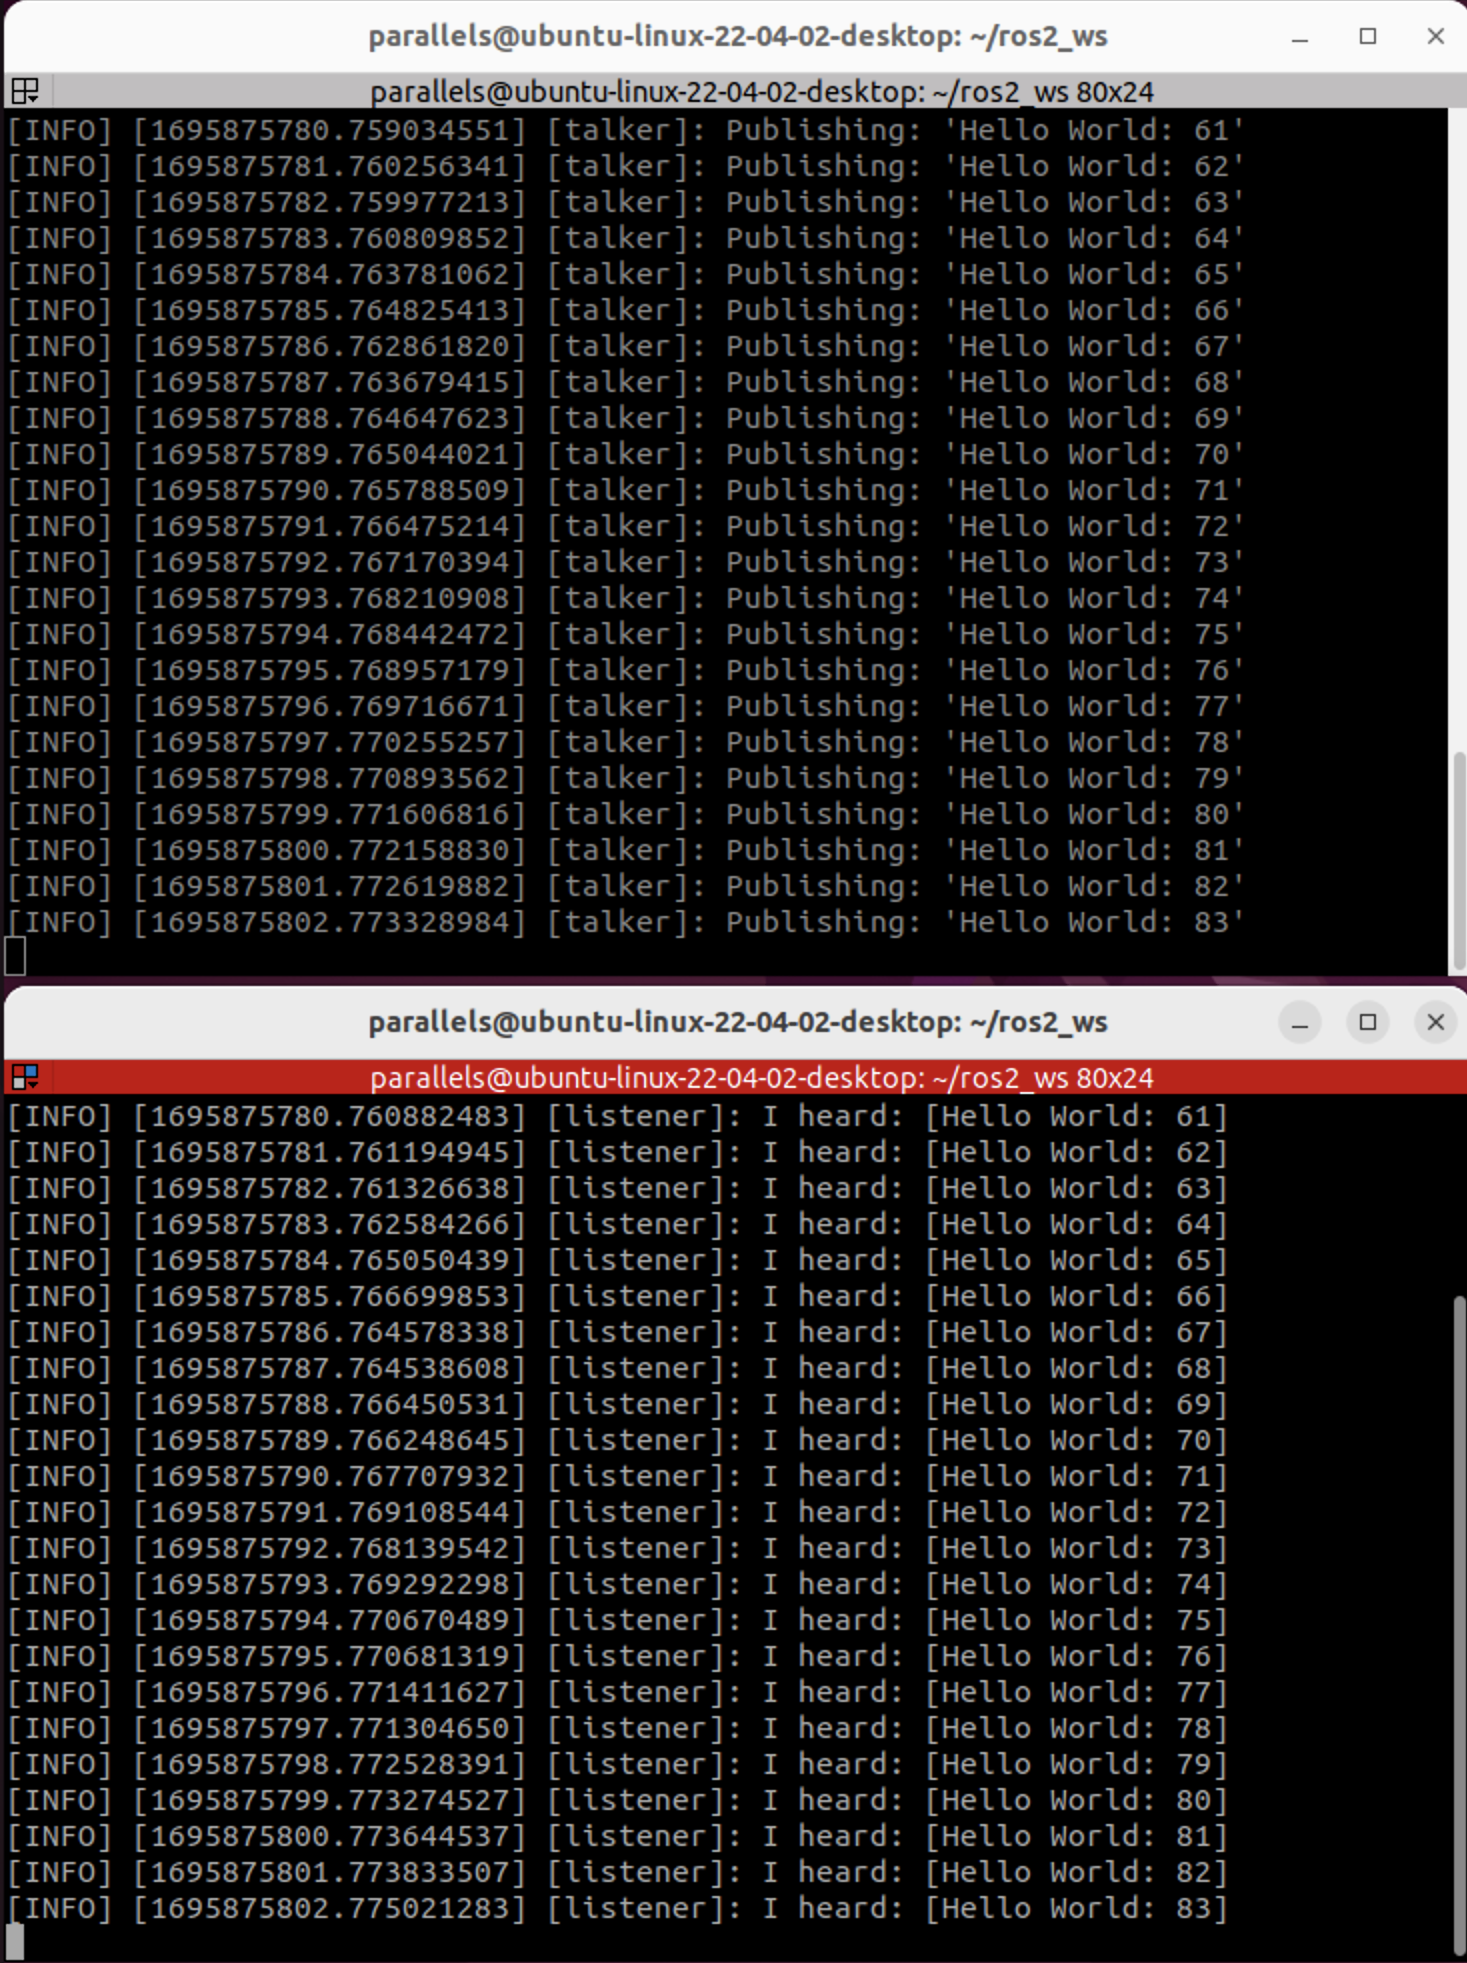 parallels@ubuntu-linux-22-04-02-desktop: ~/ros2_ws
parallels@ubuntu-linux-22-04-02-desktop: ~/ros2_ws 80x24
[INFO] [1695875780.759034551] [talker]: Publishing: 'Hello World: 61'
[INFO] [1695875781.760256341] [talker]: Publishing: 'Hello World: 62'
[INFO] [1695875782.759977213] [talker]: Publishing: 'Hello World: 63'
[INFO] [1695875783.760809852] [talker]: Publishing: 'Hello World: 64'
[INFO] [1695875784.763781062] [talker]: Publishing: 'Hello World: 65'
[INFO] [1695875785.764825413] [talker]: Publishing: 'Hello World: 66'
[INFO] [1695875786.762861820] [talker]: Publishing: 'Hello World: 67'
[INFO] [1695875787.763679415] [talker]: Publishing: 'Hello World: 68'
[INFO] [1695875788.764647623] [talker]: Publishing: 'Hello World: 69'
[INFO] [1695875789.765044021] [talker]: Publishing: 'Hello World: 70'
[INFO] [1695875790.765788509] [talker]: Publishing: 'Hello World: 71'
[INFO] [1695875791.766475214] [talker]: Publishing: 'Hello World: 72'
[INFO] [1695875792.767170394] [talker]: Publishing: 'Hello World: 73'
[INFO] [1695875793.768210908] [talker]: Publishing: 'Hello World: 74'
[INFO] [1695875794.768442472] [talker]: Publishing: 'Hello World: 75'
[INFO] [1695875795.768957179] [talker]: Publishing: 'Hello World: 76'
[INFO] [1695875796.769716671] [talker]: Publishing: 'Hello World: 77'
[INFO] [1695875797.770255257] [talker]: Publishing: 'Hello World: 78'
[INFO] [1695875798.770893562] [talker]: Publishing: 'Hello World: 79'
[INFO] [1695875799.771606816] [talker]: Publishing: 'Hello World: 80'
[INFO] [1695875800.772158830] [talker]: Publishing: 'Hello World: 81'
[INFO] [1695875801.772619882] [talker]: Publishing: 'Hello World: 82'
[INFO] [1695875802.773328984] [talker]: Publishing: 'Hello World: 83'
parallels@ubuntu-linux-22-04-02-desktop: ~/ros2_ws
parallels@ubuntu-linux-22-04-02-desktop: ~/ros2_ws 80x24
[INFO] [1695875780.760882483] [listener]: I heard: [Hello World: 61]
[INFO] [1695875781.761194945] [listener]: I heard: [Hello World: 62]
[INFO] [1695875782.761326638] [listener]: I heard: [Hello World: 63]
[INFO] [1695875783.762584266] [listener]: I heard: [Hello World: 64]
[INFO] [1695875784.765050439] [listener]: I heard: [Hello World: 65]
[INFO] [1695875785.766699853] [listener]: I heard: [Hello World: 66]
[INFO] [1695875786.764578338] [listener]: I heard: [Hello World: 67]
[INFO] [1695875787.764538608] [listener]: I heard: [Hello World: 68]
[INFO] [1695875788.766450531] [listener]: I heard: [Hello World: 69]
[INFO] [1695875789.766248645] [listener]: I heard: [Hello World: 70]
[INFO] [1695875790.767707932] [listener]: I heard: [Hello World: 71]
[INFO] [1695875791.769108544] [listener]: I heard: [Hello World: 72]
[INFO] [1695875792.768139542] [listener]: I heard: [Hello World: 73]
[INFO] [1695875793.769292298] [listener]: I heard: [Hello World: 74]
[INFO] [1695875794.770670489] [listener]: I heard: [Hello World: 75]
[INFO] [1695875795.770681319] [listener]: I heard: [Hello World: 76]
[INFO] [1695875796.771411627] [listener]: I heard: [Hello World: 77]
[INFO] [1695875797.771304650] [listener]: I heard: [Hello World: 78]
[INFO] [1695875798.772528391] [listener]: I heard: [Hello World: 79]
[INFO] [1695875799.773274527] [listener]: I heard: [Hello World: 80]
[INFO] [1695875800.773644537] [listener]: I heard: [Hello World: 81]
[INFO] [1695875801.773833507] [listener]: I heard: [Hello World: 82]
[INFO] [1695875802.775021283] [listener]: I heard: [Hello World: 83]